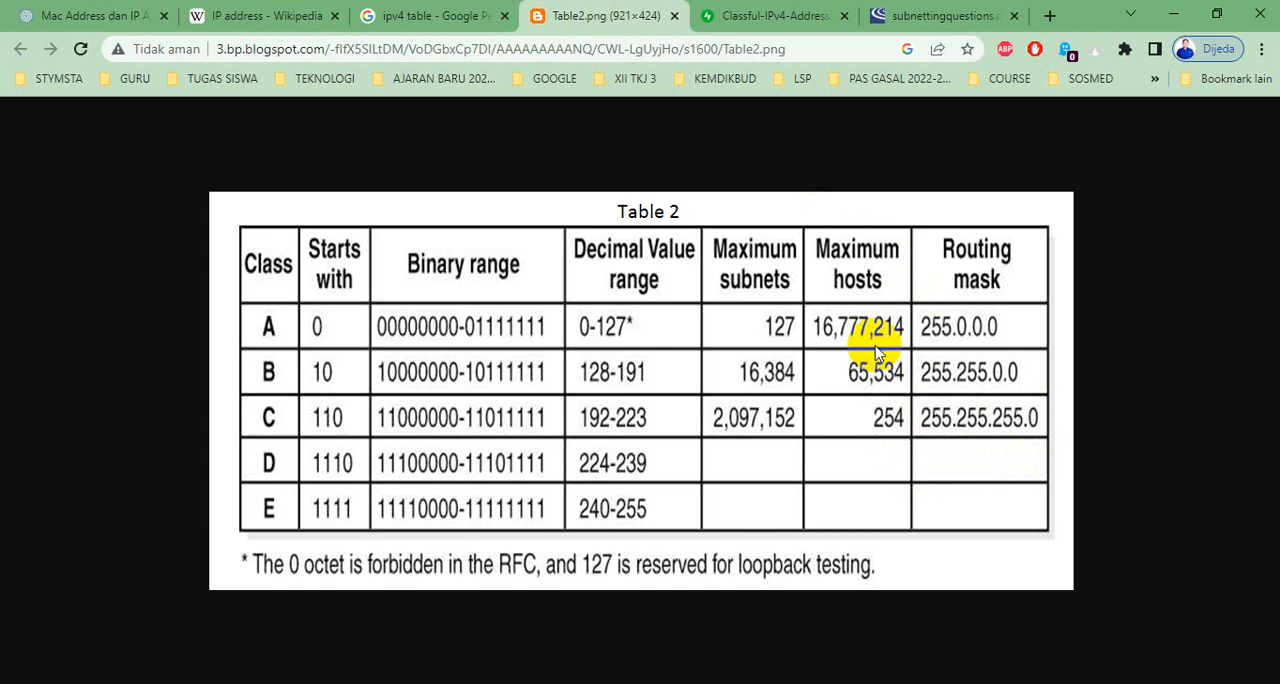 Mac Address dan IP A
IP address - Wikipedia
ipv4 table - Google Pe
Table2.png (921×424)
Classful-IPv4-Address
subnettingquestions.c
Tidak aman
3.bp.blogspot.com/-fIfX5SlLtDM/VoDGbxCp7DI/AAAAAAAAANQ/CWL-LgUyjHo/s1600/Table2.png
ABP
0
Dijeda
STYMSTA GURU TUGAS SISWA TEKNOLOGI AJARAN BARU 202... GOOGLE XII TKJ 3 KEMDIKBUD LSP PAS GASAL 2022-2... COURSE SOSMED » Bookmark lain
Table 2
Class Starts with Binary range Decimal Value range Maximum subnets Maximum hosts Routing mask
A 0 00000000-01111111 0-127* 127 16,777,214 255.0.0.0
B 10 10000000-10111111 128-191 16,384 65,534 255.255.0.0
C 110 11000000-11011111 192-223 2,097,152 254 255.255.255.0
D 1110 11100000-11101111 224-239
E 1111 11110000-11111111 240-255
* The 0 octet is forbidden in the RFC, and 127 is reserved for loopback testing.